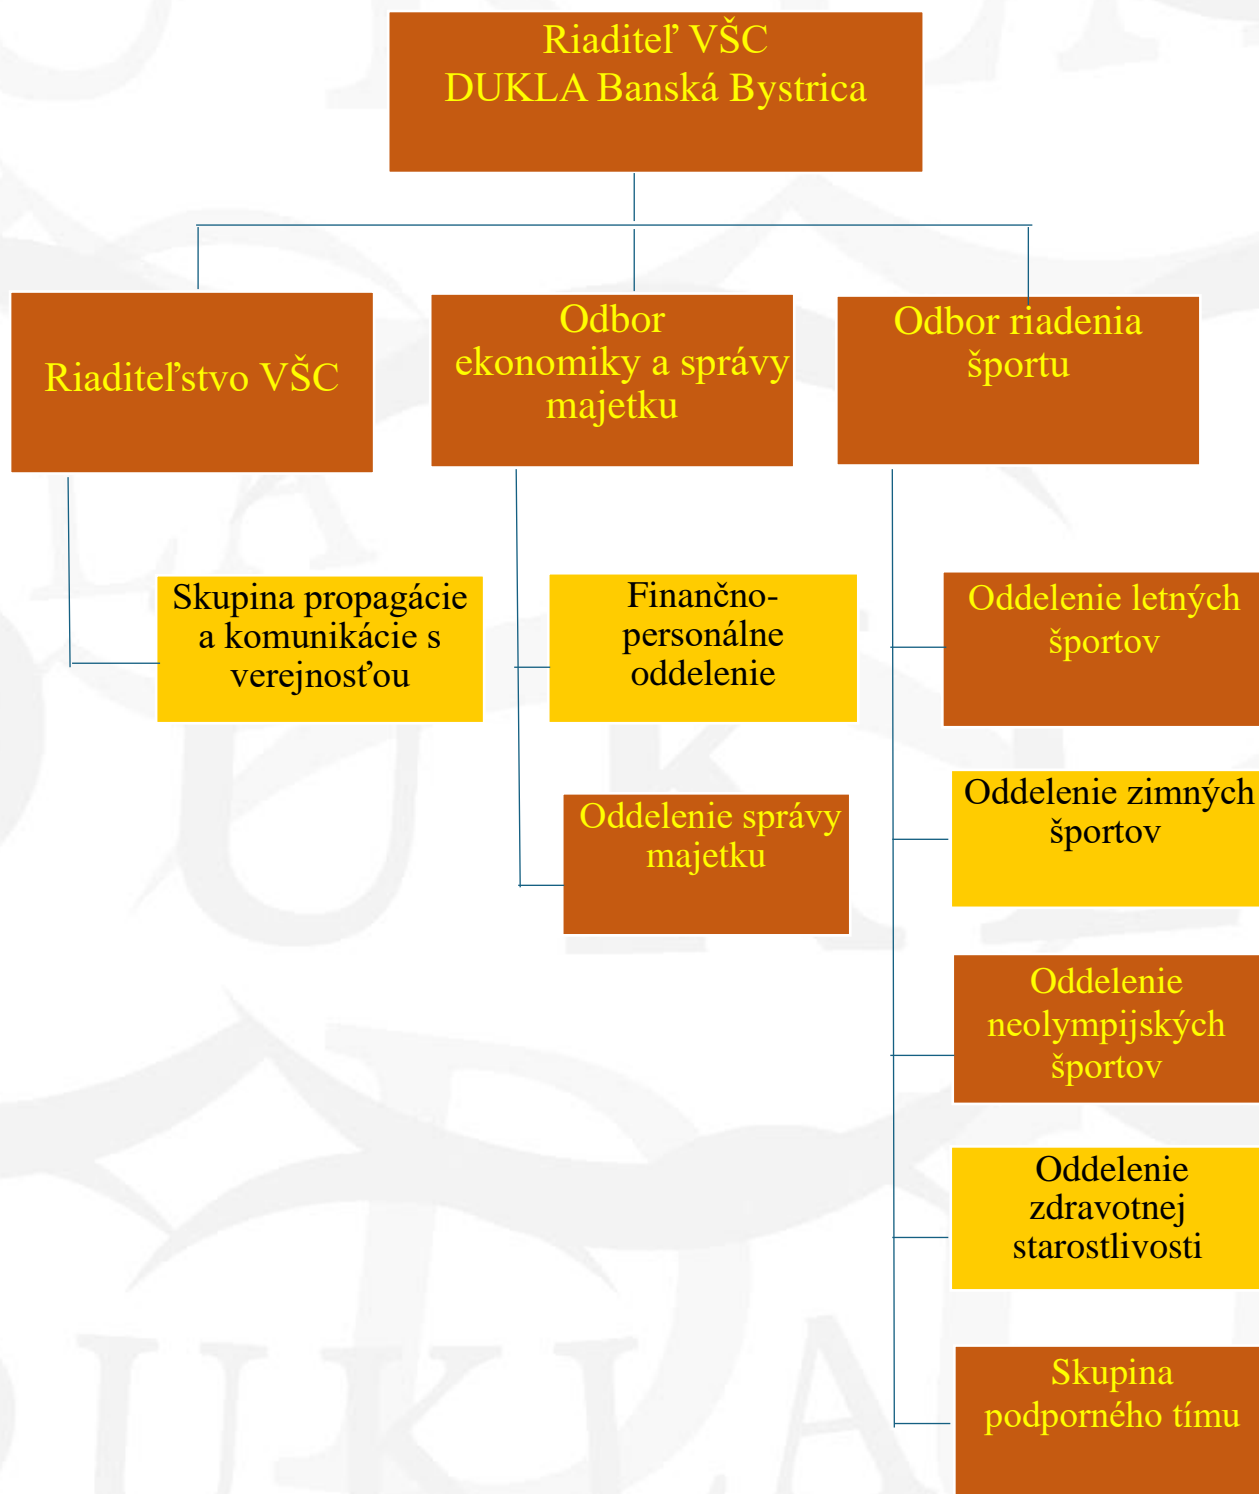 Riaditeľ VŠC
DUKLA Banská Bystrica
Riaditeľstvo VŠC
Odbor
ekonomiky a správy
majetku
Odbor riadenia
športu
Skupina propagácie
a komunikácie s
verejnosťou
Finančno-
personálne
oddelenie
Oddelenie správy
majetku
Oddelenie letných
športov
Oddelenie zimných
športov
Oddelenie
neolympijských
športov
Oddelenie
zdravotnej
starostlivosti
Skupina
podporného tímu
DUKLA